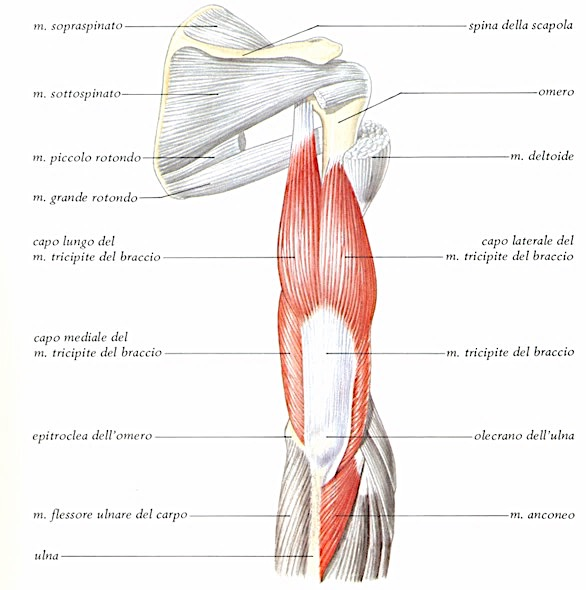 m. sopraspinato
spina della scapola
m. sottospinato
omero
m. piccolo rotondo
m. deltoide
m. grande rotondo
capo lungo del
m. tricipite del braccio
capo laterale del
m. tricipite del braccio
capo mediale del
m. tricipite del braccio
m. tricipite del braccio
epitroclea dell'omero
olecrano dell'ulna
m. flessore ulnare del carpo
m. anconeo
ulna